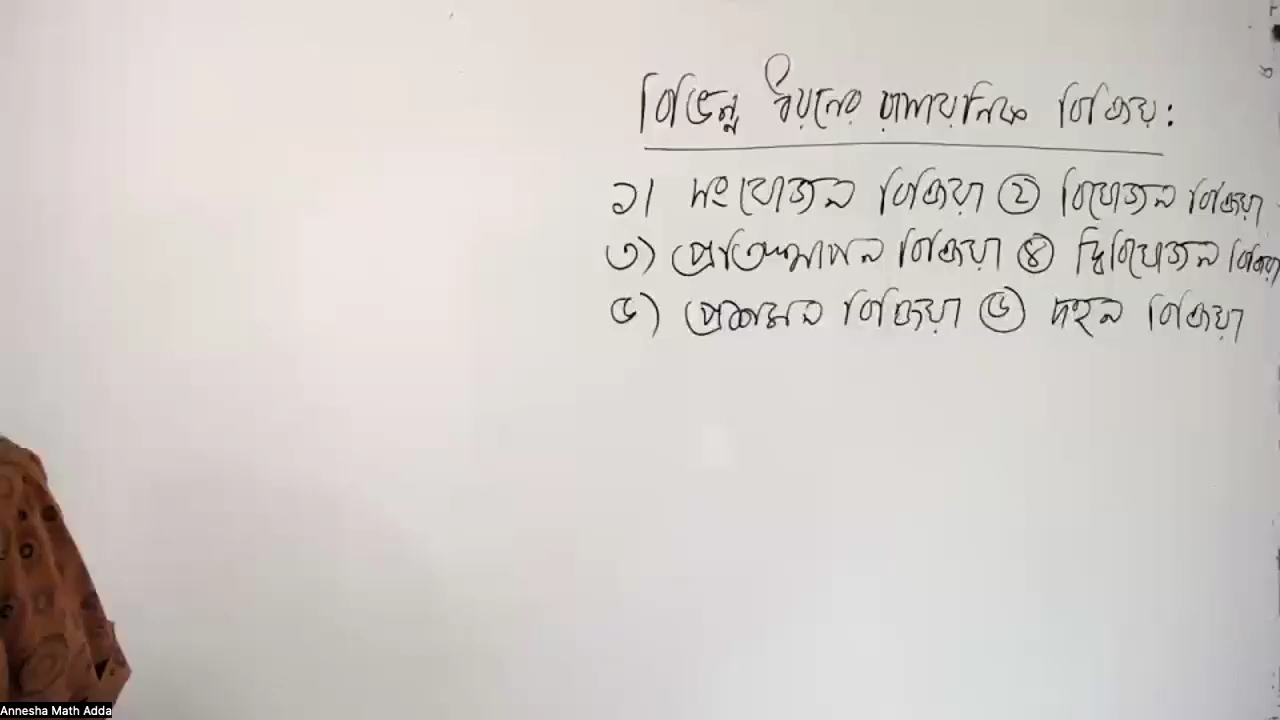 বিভিন্ন ধরনের রাসায়নিক বিক্রিয়া:
১। সংযোজন বিক্রিয়া ② বিযোজন বিক্রিয়া
৩) প্রতিস্থাপন বিক্রিয়া ④ দ্বিবিযোজন বিক্রিয়া
৫) প্রশমন বিক্রিয়া ⑥ দহন বিক্রিয়া
Annesha Math Adda